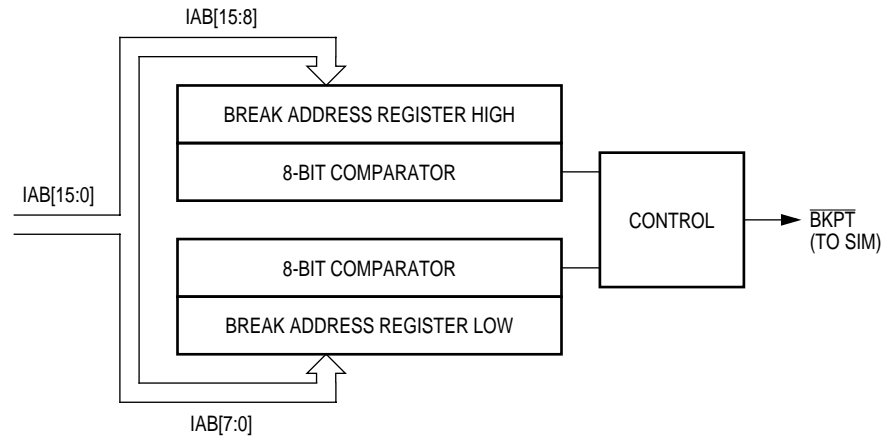 IAB[15:8]
BREAK ADDRESS REGISTER HIGH
8-BIT COMPARATOR
IAB[15:0]
CONTROL
BKPT
(TO SIM)
8-BIT COMPARATOR
BREAK ADDRESS REGISTER LOW
IAB[7:0]